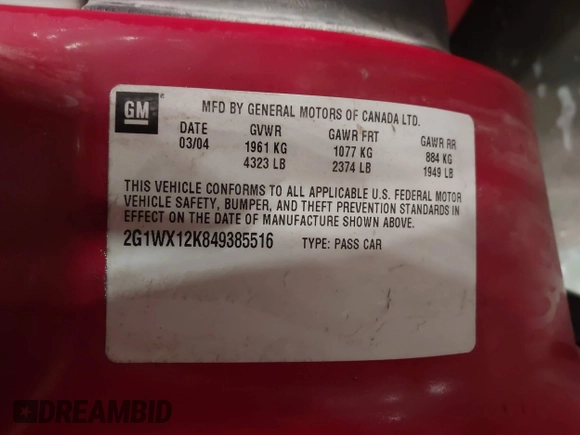 GM
MFD BY GENERAL MOTORS OF CANADA LTD.
DATE GVWR GAWR FRT GAWR RR
03/04 1961 KG 1077 KG 884 KG
4323 LB 2374 LB 1949 LB
THIS VEHICLE CONFORMS TO ALL APPLICABLE U.S. FEDERAL MOTOR
VEHICLE SAFETY, BUMPER, AND THEFT PREVENTION STANDARDS IN
EFFECT ON THE DATE OF MANUFACTURE SHOWN ABOVE.
2G1WX12K849385516 TYPE: PASS CAR
DREAMBID